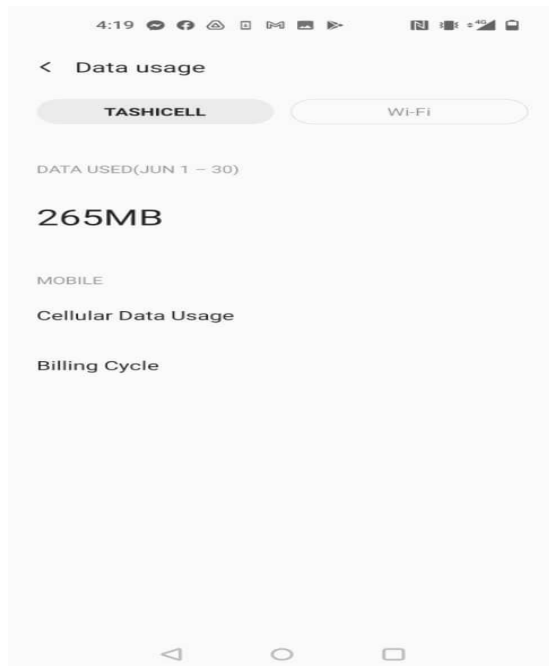 4:19
4G
Data usage
TASHICELL
Wi-Fi
DATA USED(JUN 1 – 30)
265MB
MOBILE
Cellular Data Usage
Billing Cycle